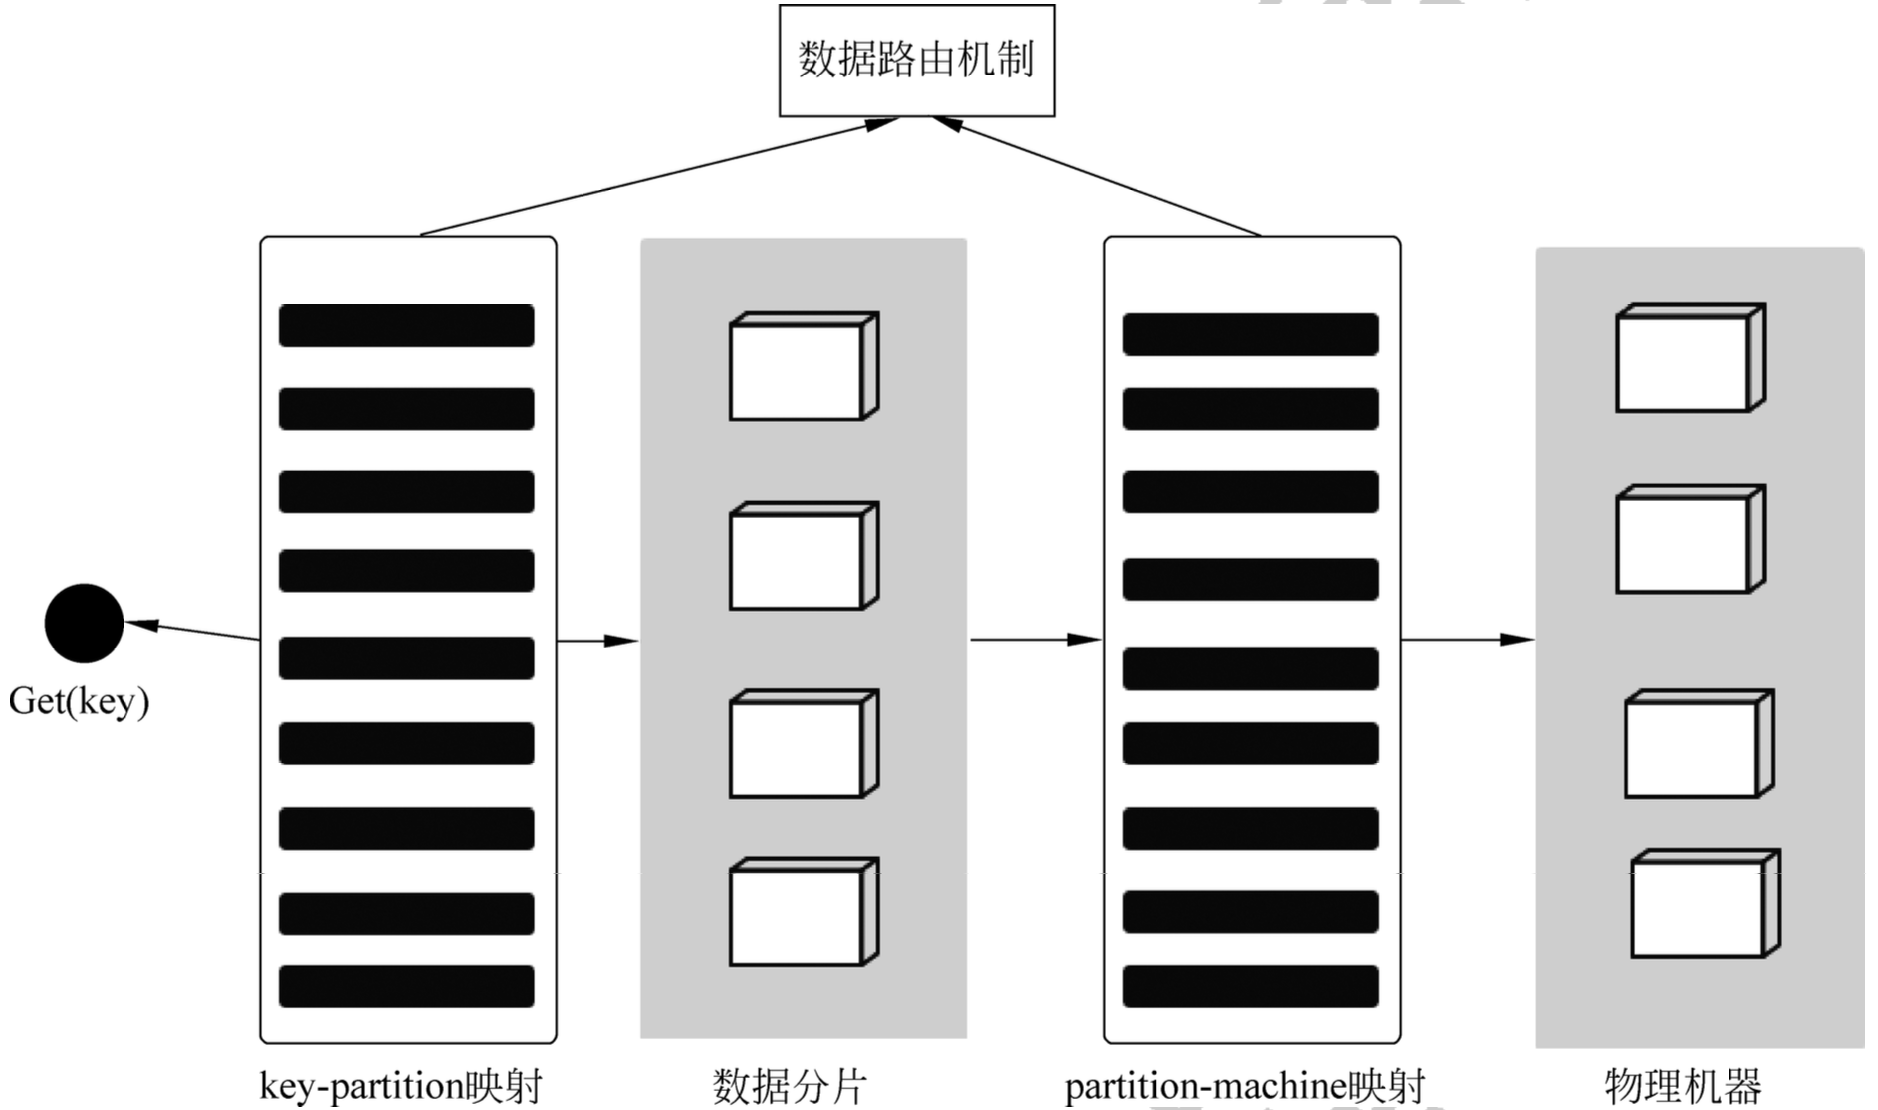 数据路由机制
Get(key)
key-partition映射
数据分片
partition-machine映射
物理机器